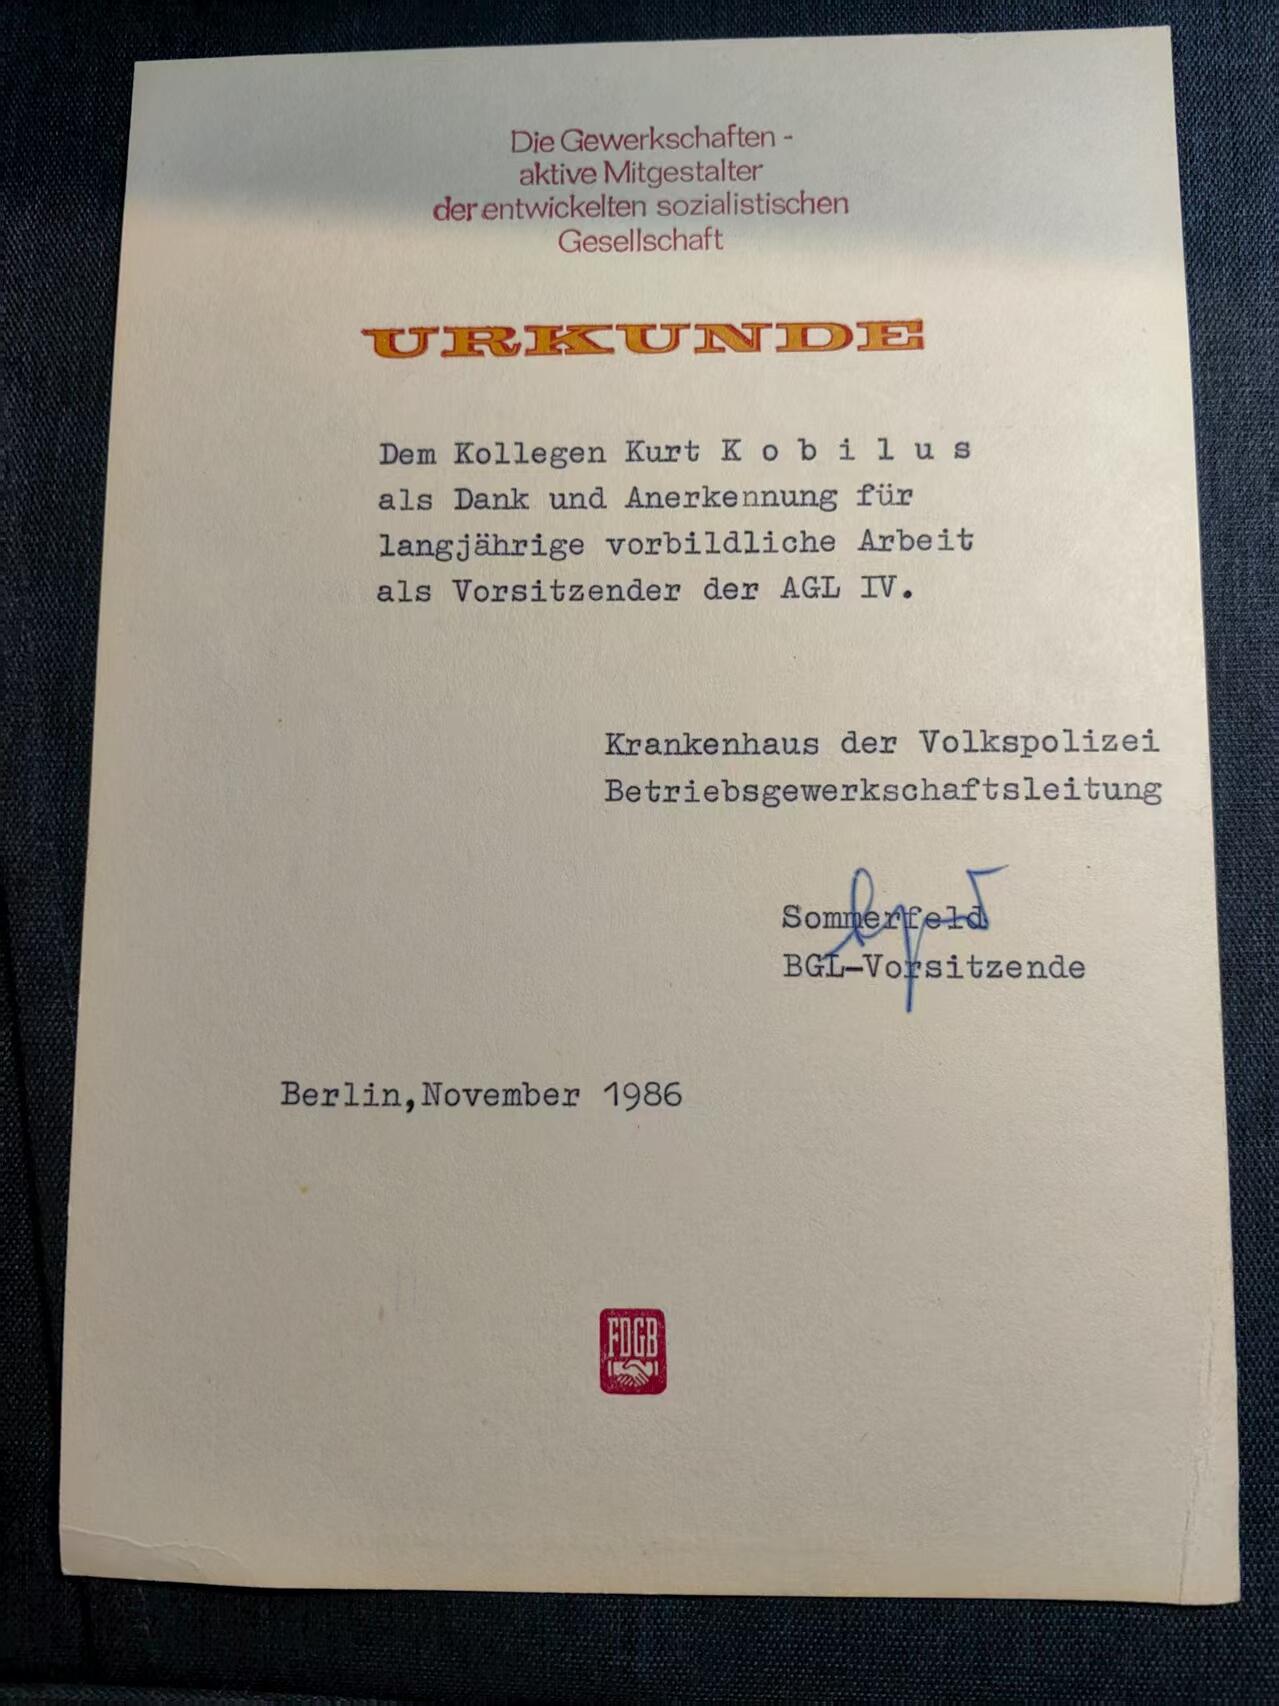 Die Gewerkschaften -
aktive Mitgestalter
der entwickelten sozialistischen
Gesellschaft
URKUNDE
Dem Kollegen Kurt K o b i l u s
als Dank und Anerkennung für
langjährige vorbildliche Arbeit
als Vorsitzender der AGL IV.
Krankenhaus der Volkspolizei
Betriebsgewerkschaftsleitung
Sommerfeld
BGL-Vorsitzende
Berlin,November 1986
FDGB